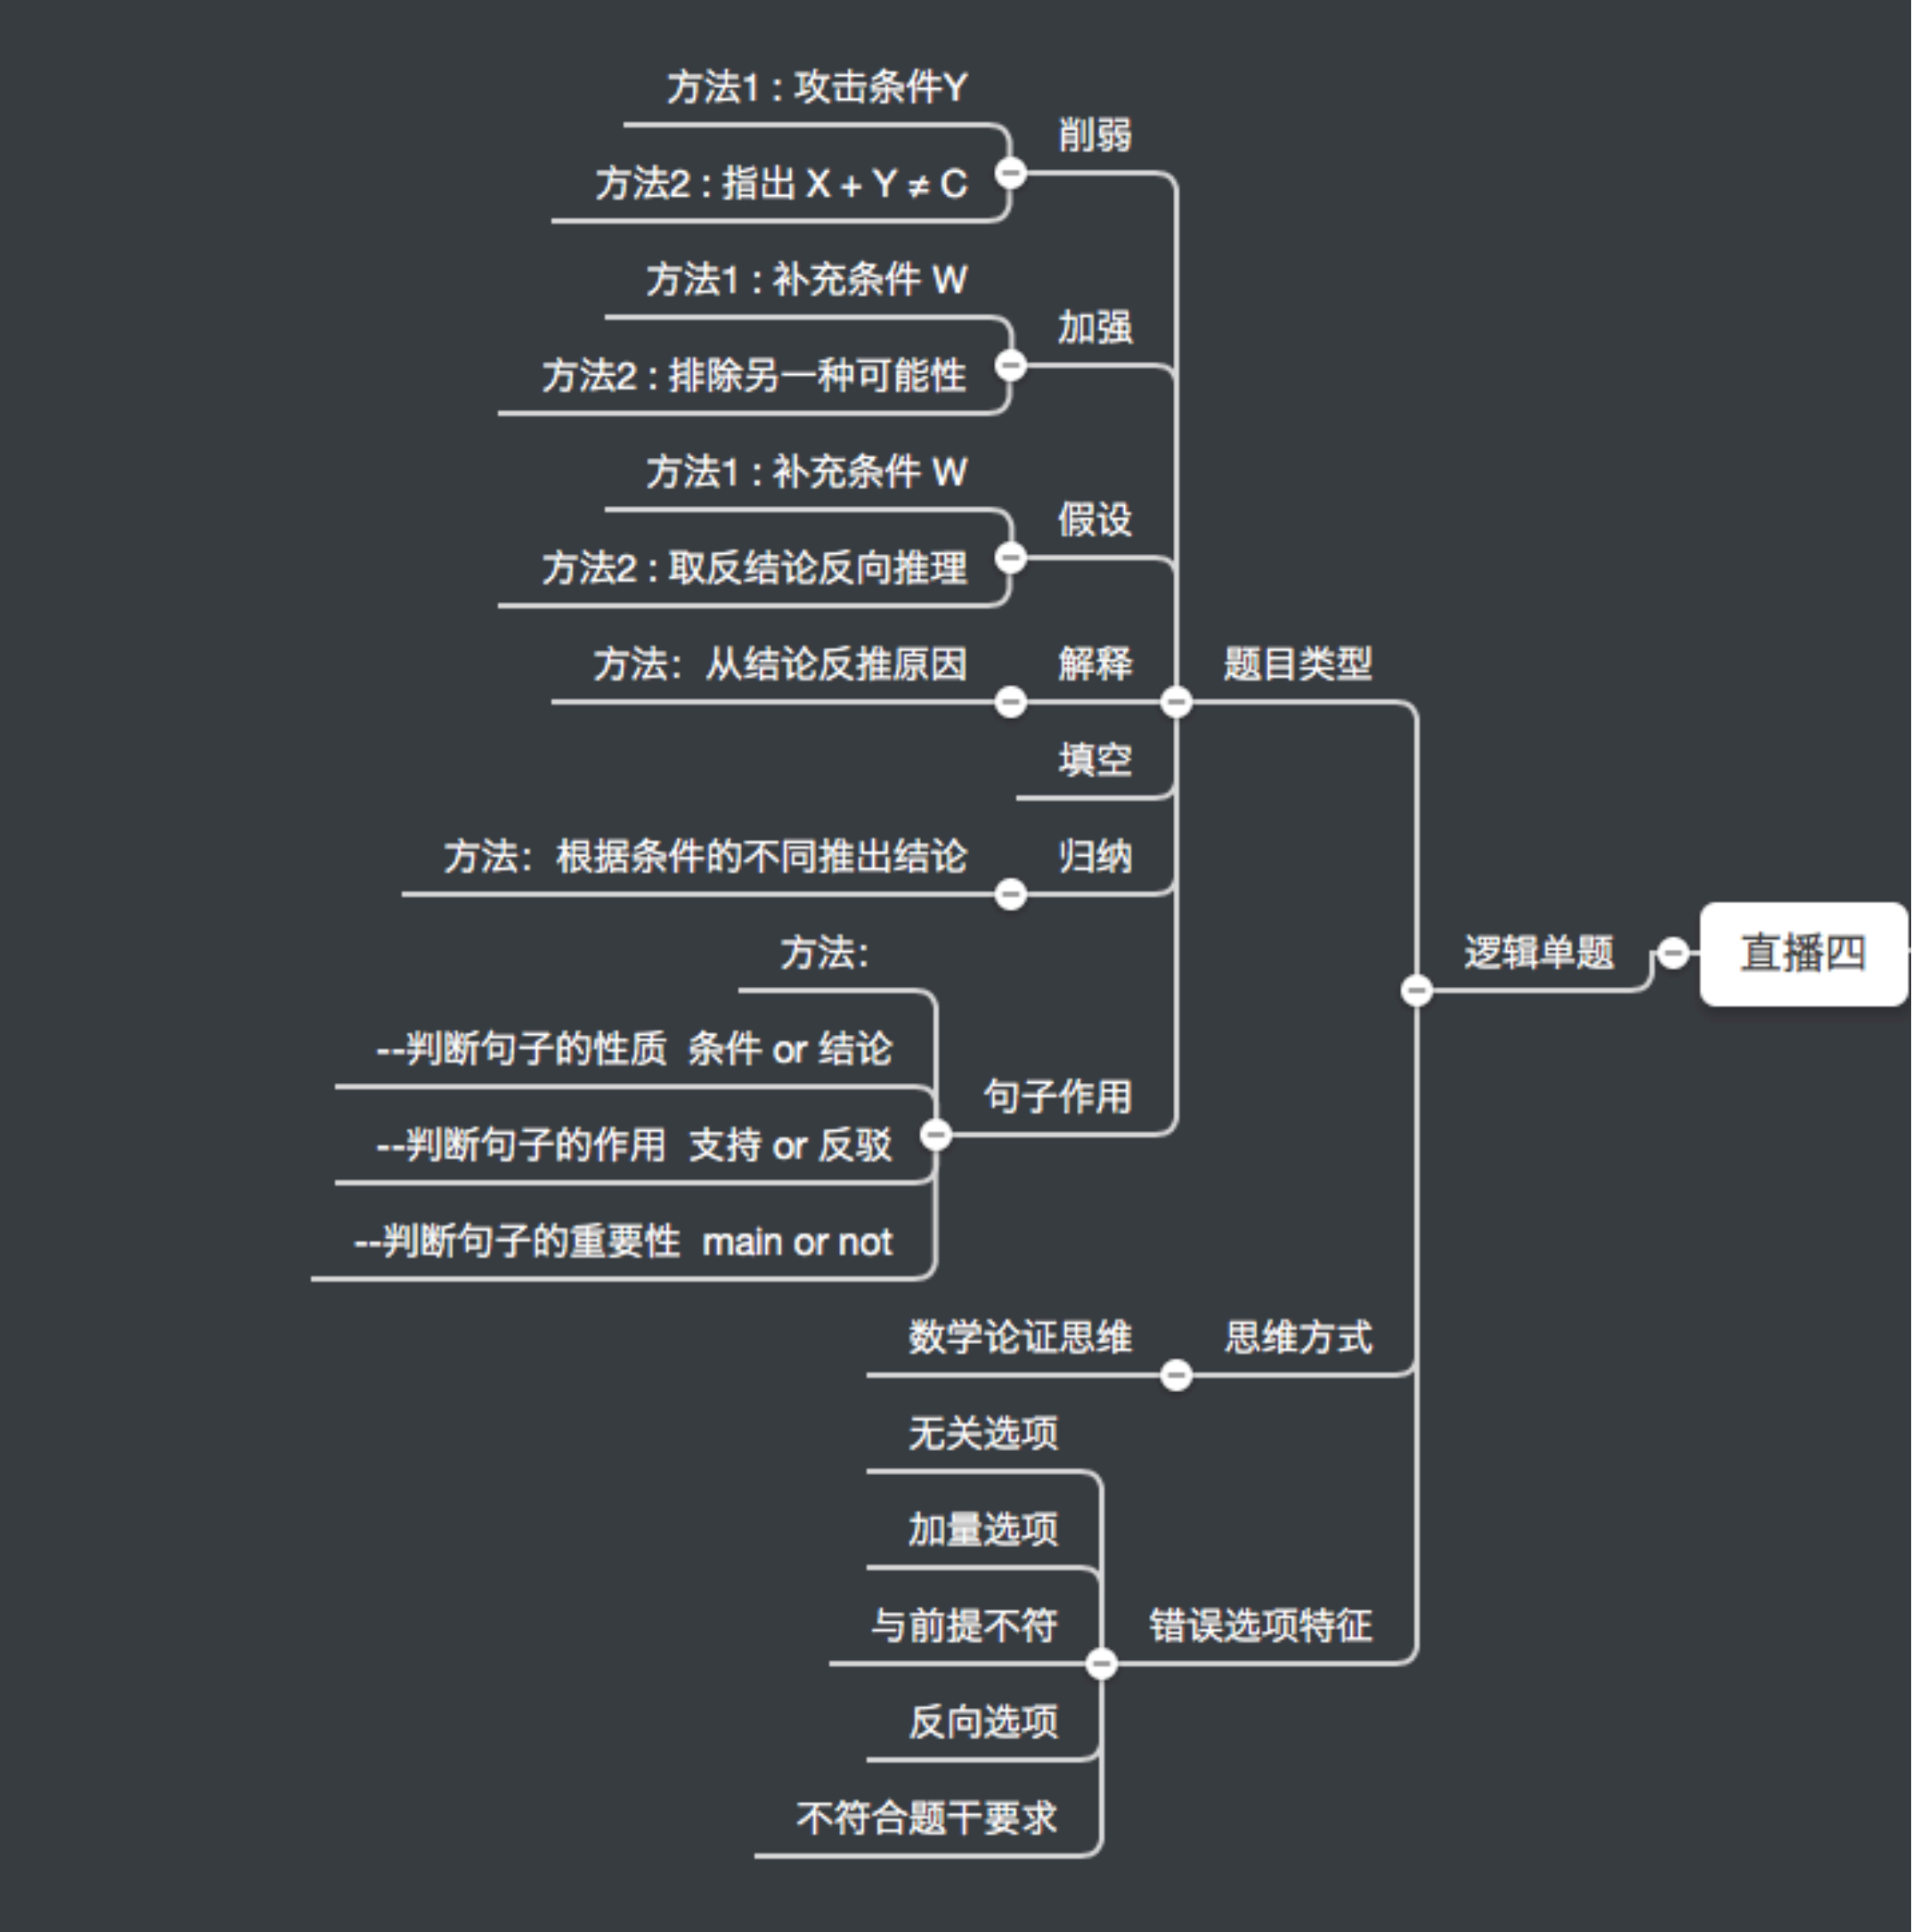 方法1 : 攻击条件Y
削弱
方法2 : 指出 X + Y ≠ C
方法1 : 补充条件 W
加强
方法2 : 排除另一种可能性
方法1 : 补充条件 W
假设
方法2 : 取反结论反向推理
方法：从结论反推原因
解释
题目类型
填空
方法：根据条件的不同推出结论
归纳
方法：
逻辑单题
直播四
--判断句子的性质 条件 or 结论
句子作用
--判断句子的作用 支持 or 反驳
--判断句子的重要性 main or not
数学论证思维
思维方式
无关选项
加量选项
与前提不符
错误选项特征
反向选项
不符合题干要求